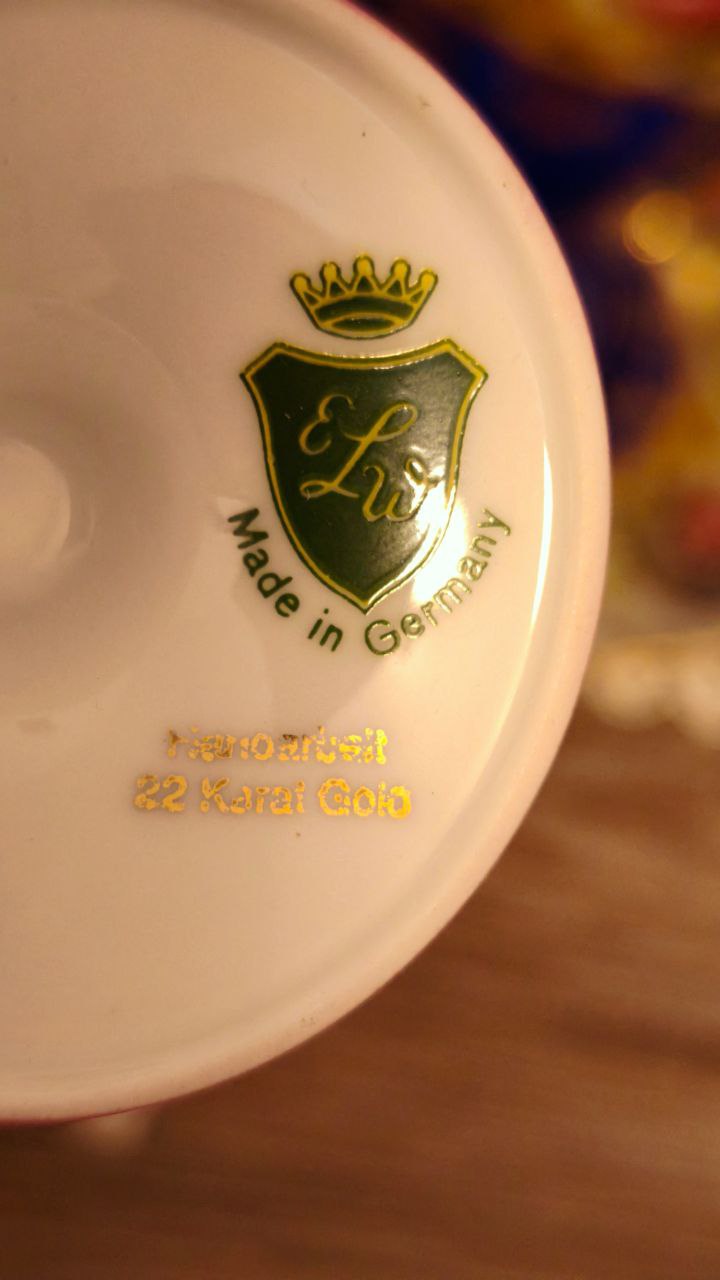 ELW
Made in Germany
Handarbeit
22 Karat Gold